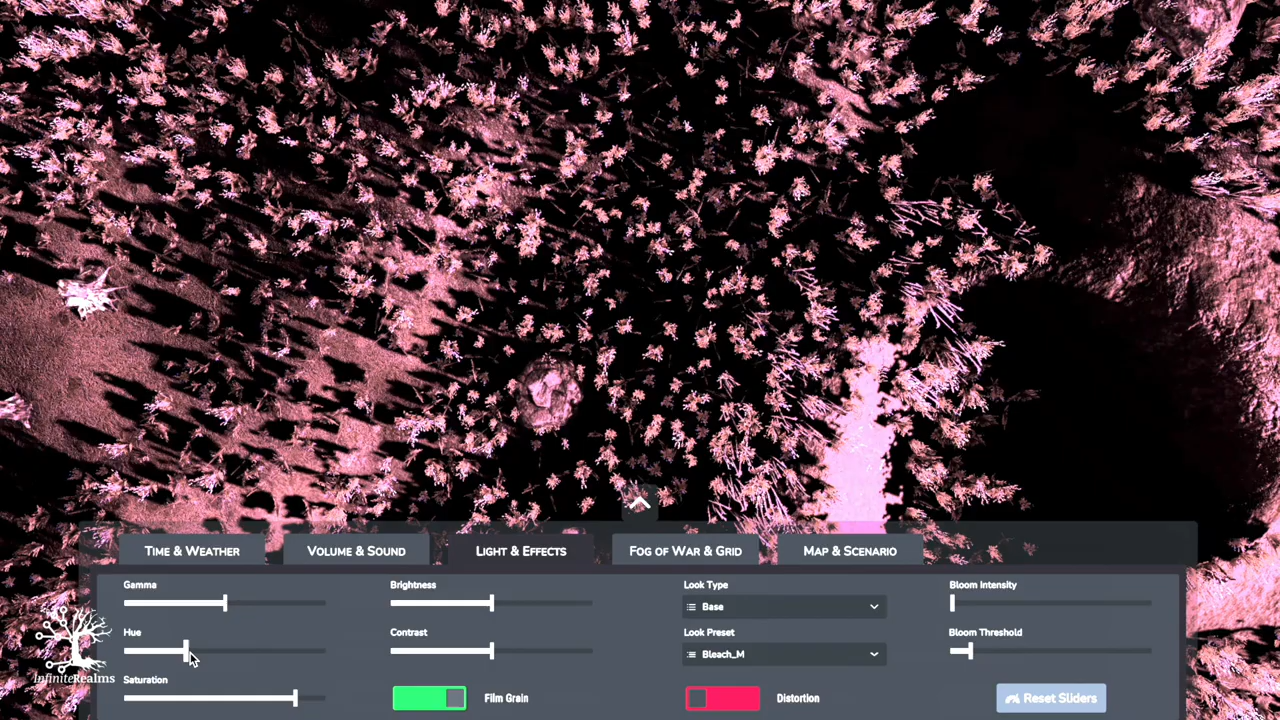 TIME & WEATHER
VOLUME & SOUND
LIGHT & EFFECTS
FOG OF WAR & GRID
MAP & SCENARIO
Gamma
Brightness
Look Type
Bloom Intensity
Base
Hue
Contrast
Look Preset
Bloom Threshold
Bleach_M
InfiniteRealms
Saturation
Film Grain
Distortion
Reset Sliders